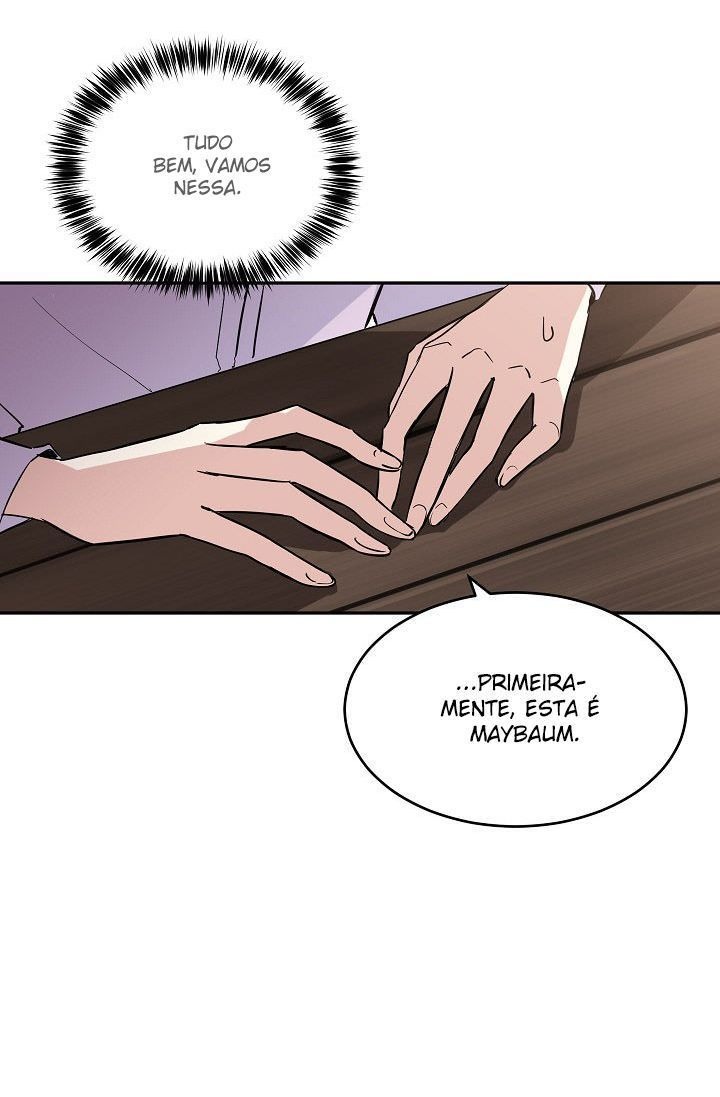 TUDO
BEM, VAMOS
NESSA.
...PRIMEIRA-
MENTE, ESTA É
MAYBAUM.